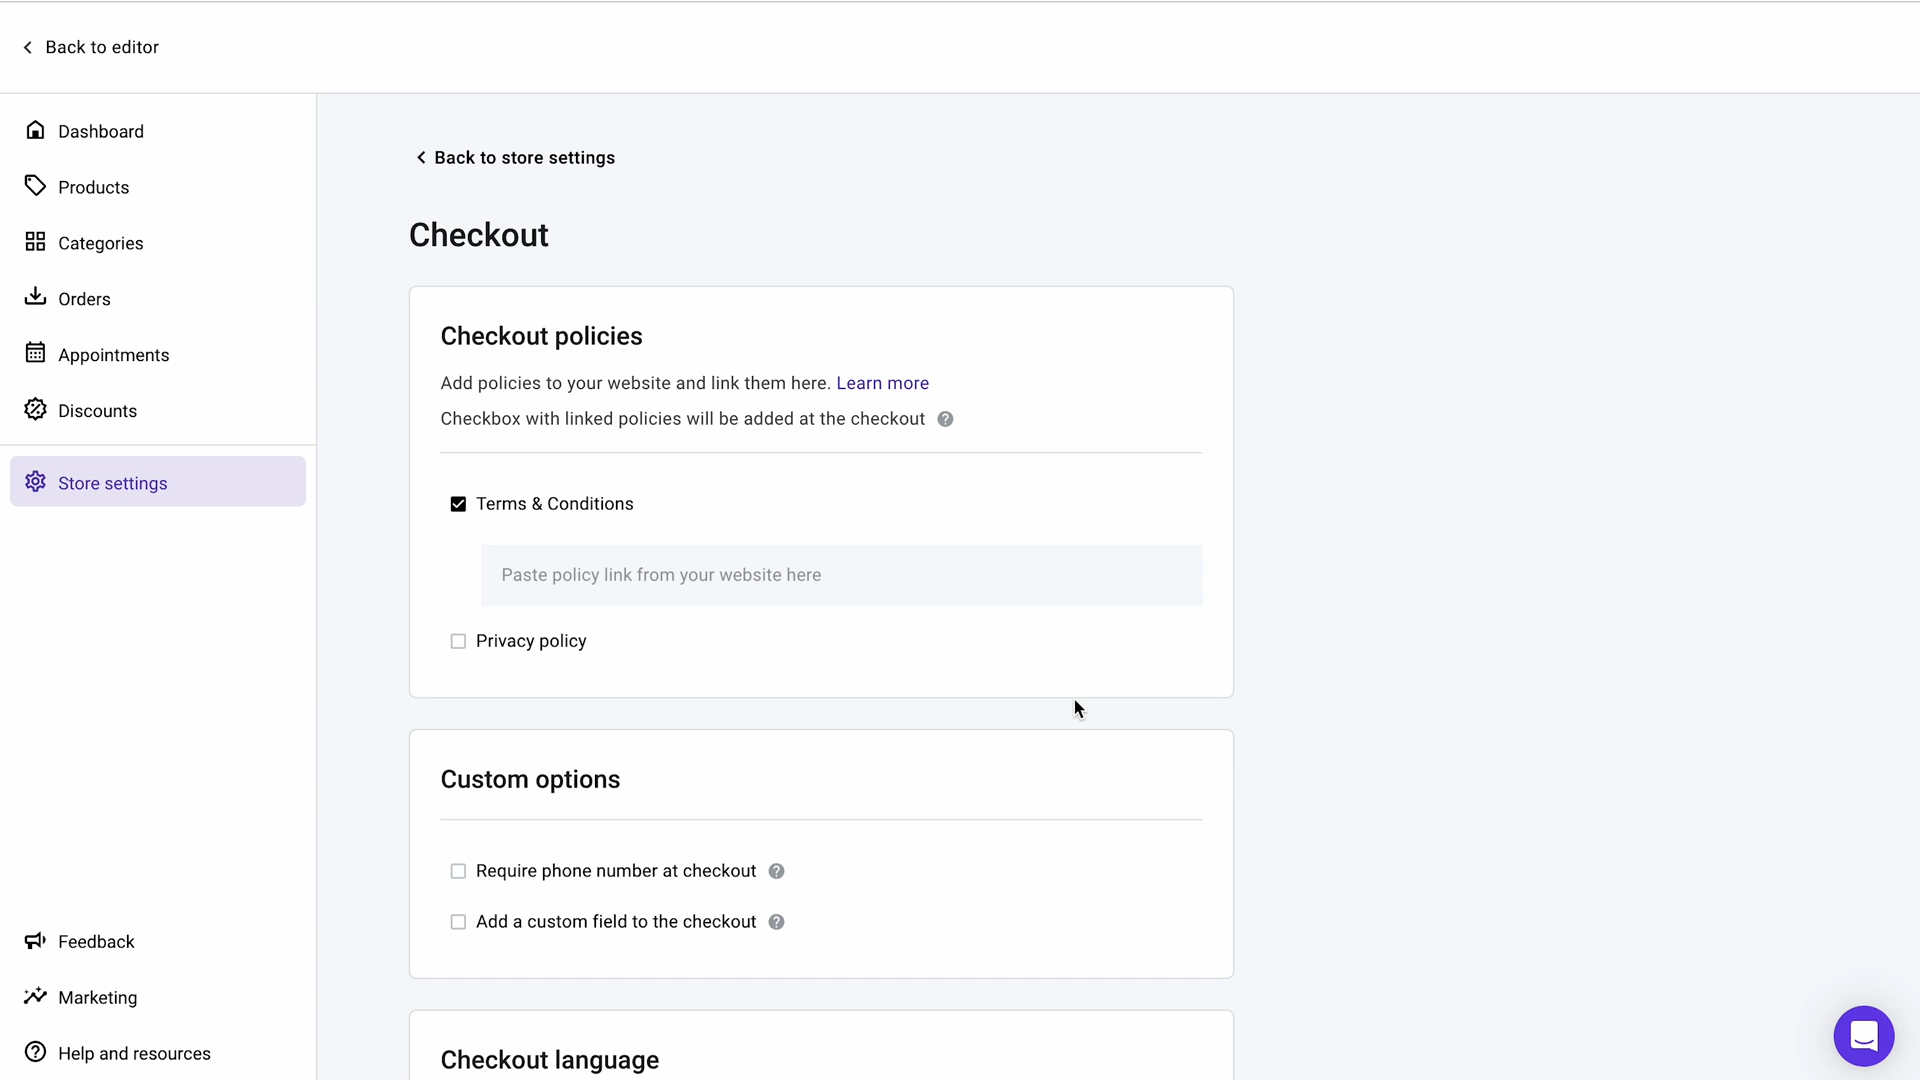 Back to editor
Dashboard
Products
Categories
Orders
Appointments
Discounts
Store settings
Feedback
Marketing
Help and resources
Back to store settings
Checkout
Checkout policies
Add policies to your website and link them here. Learn more
Checkbox with linked policies will be added at the checkout ?
Terms & Conditions
Paste policy link from your website here
Privacy policy
Custom options
Require phone number at checkout ?
Add a custom field to the checkout ?
Checkout language